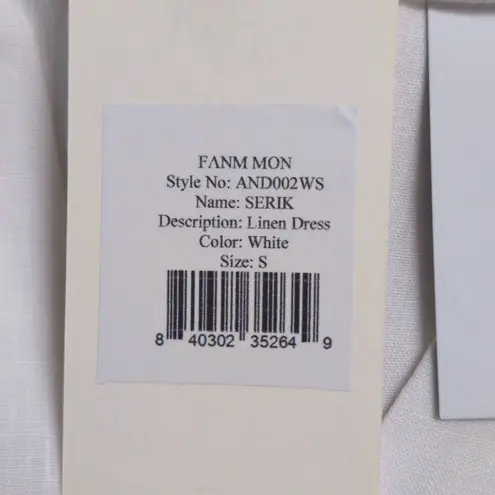 FANM MON
Style No: AND002WS
Name: SERIK
Description: Linen Dress
Color: White
Size: S
8 40302 35264 9